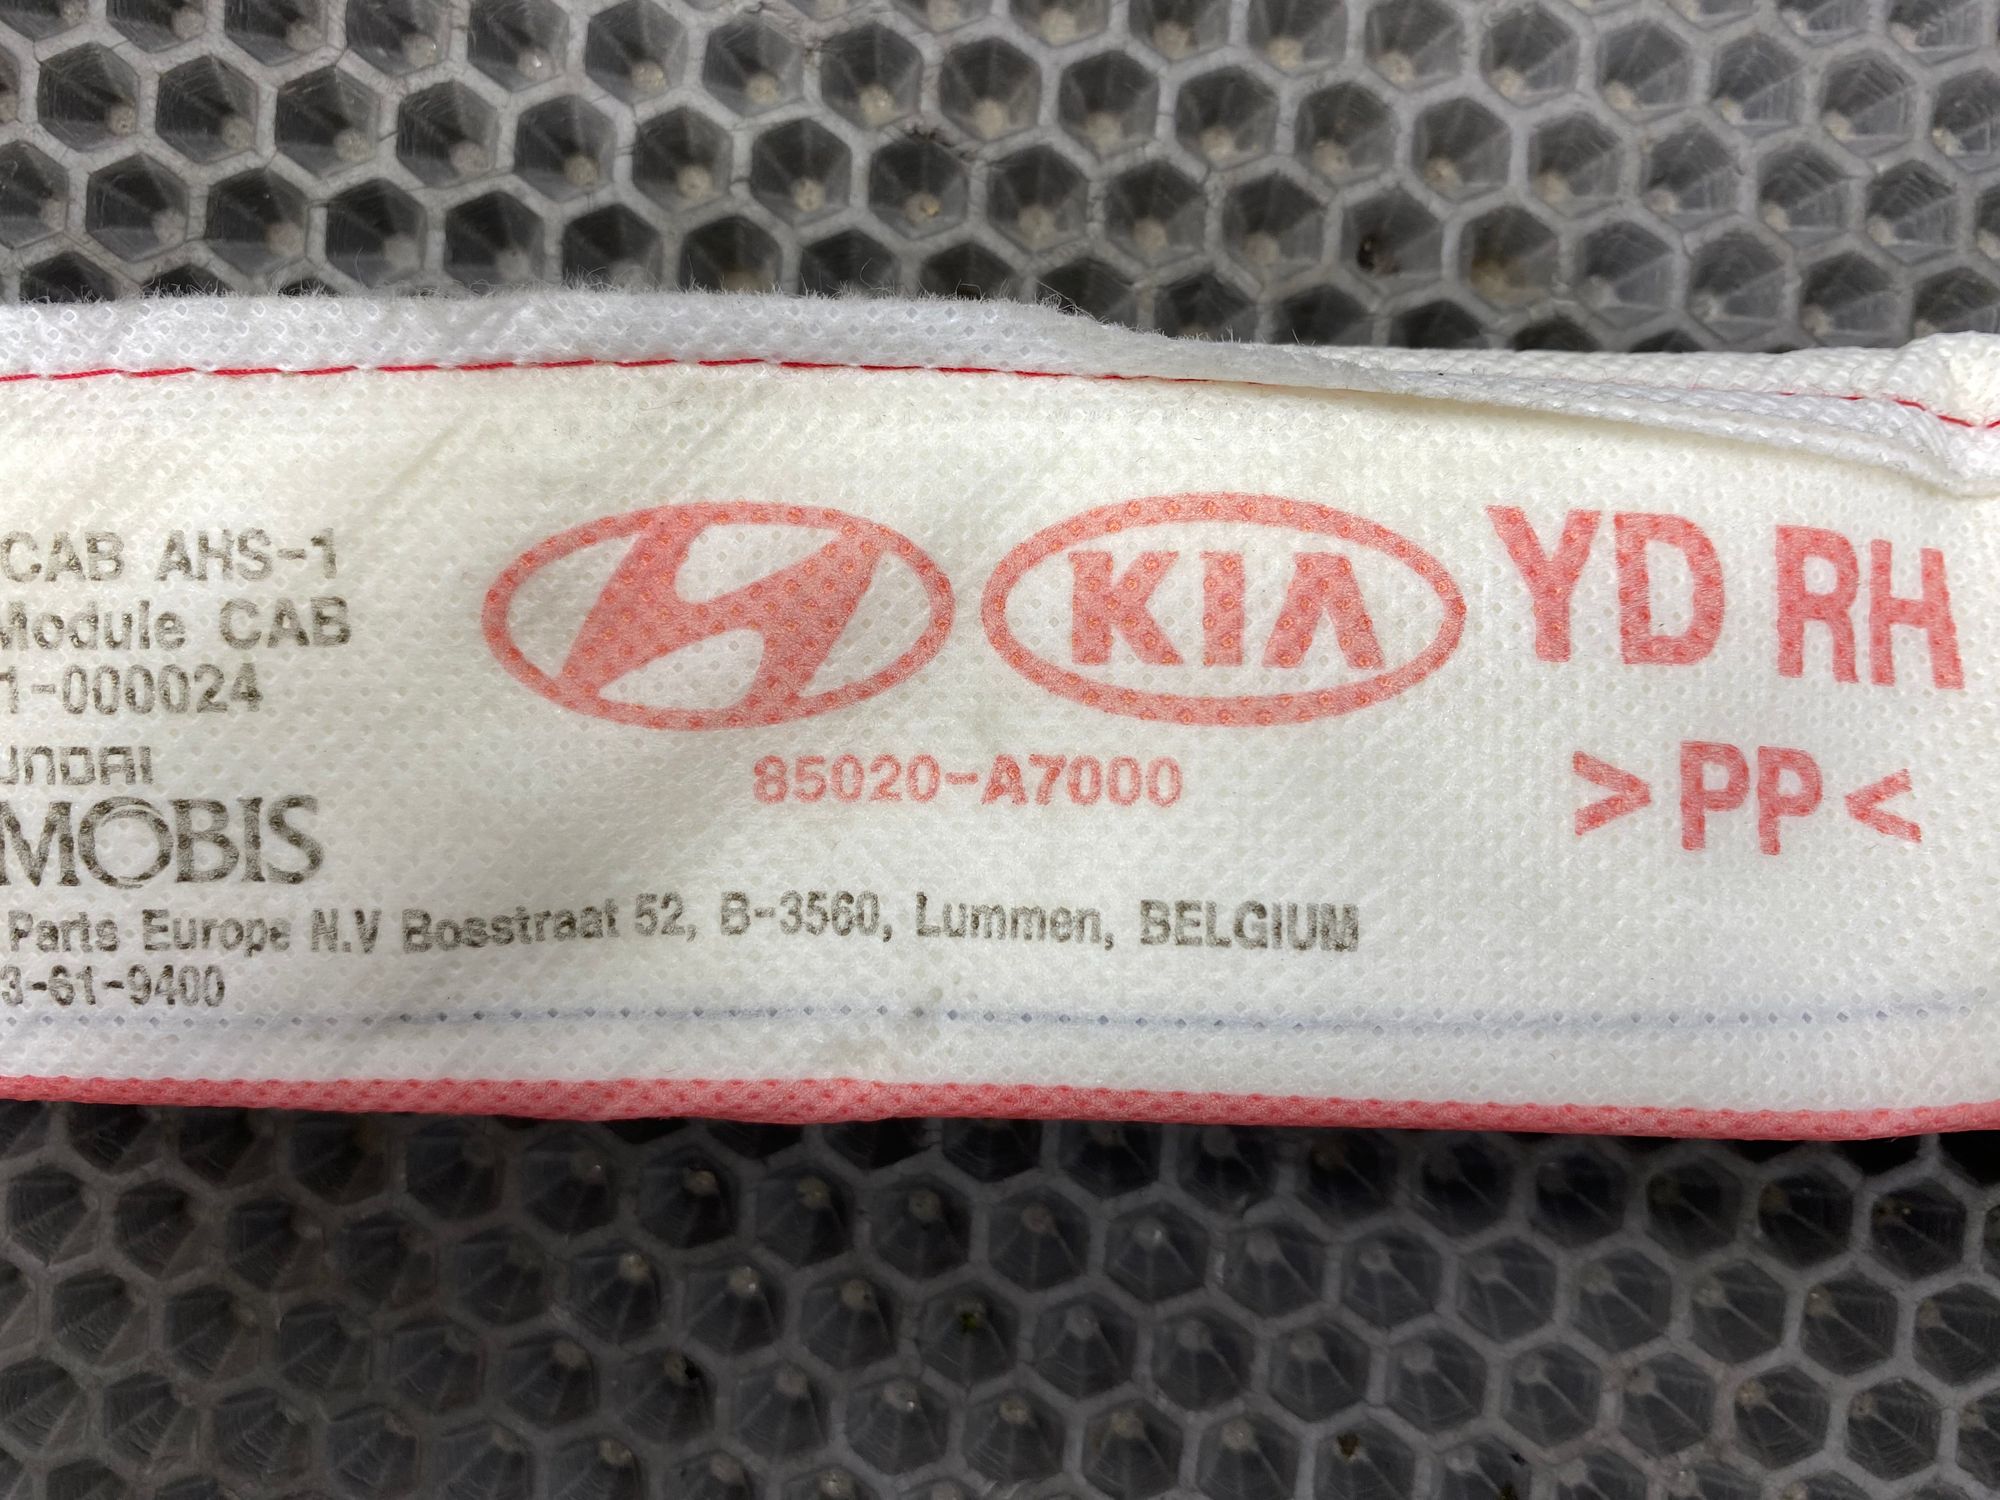 CAB AHS-1
Module CAB
1-000024
MOBIS
Parts Europe N.V Bosstraat 52, B-3560, Lummen, BELGIUM
3-61-9400
KIA
YD RH
85020-A7000
>PP<